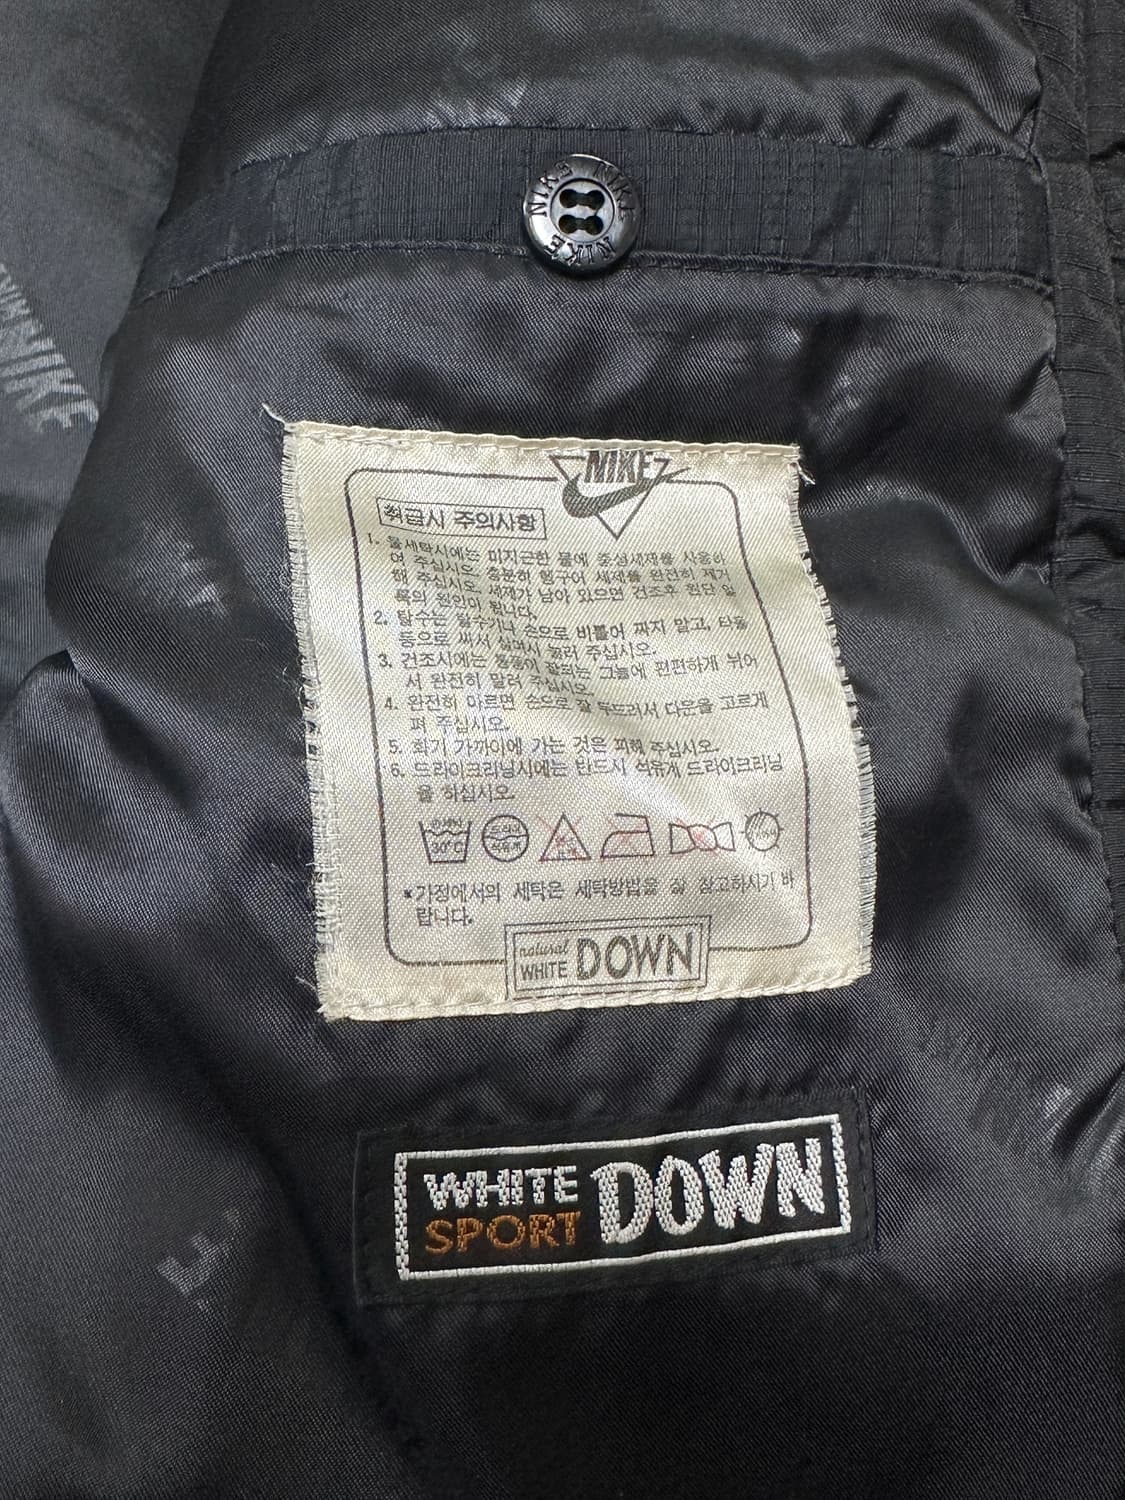 NIKE NIKE NIKE NIKE
NIKE
NIKE
취급시 주의사항
1. 물세탁시에는 미지근한 물에 중성세제를 사용하
여 주십시오. 충분히 헹구어 세제를 완전히 제거
해 주십시오. 세제가 남아 있으면 건조후 원단 얼
룩의 원인이 됩니다.
2. 탈수는 탈수기나 손으로 비틀어 짜지 말고, 타올
등으로 싸서 눌러 주십시오.
3. 건조시에는 통풍이 잘되는 그늘에 편편하게 뉘어
서 완전히 말려 주십시오.
4. 완전히 마르면 손으로 잘 두드려서 다운을 고르게
펴 주십시오.
5. 화기 가까이에 가는 것은 피해 주십시오.
6. 드라이크리닝시에는 반드시 석유계 드라이크리닝
을 하십시오.
30°C
*가정에서의 세탁은 세탁방법을 잘 참고하시기 바
랍니다.
natural
WHITE DOWN
WHITE
SPORT DOWN